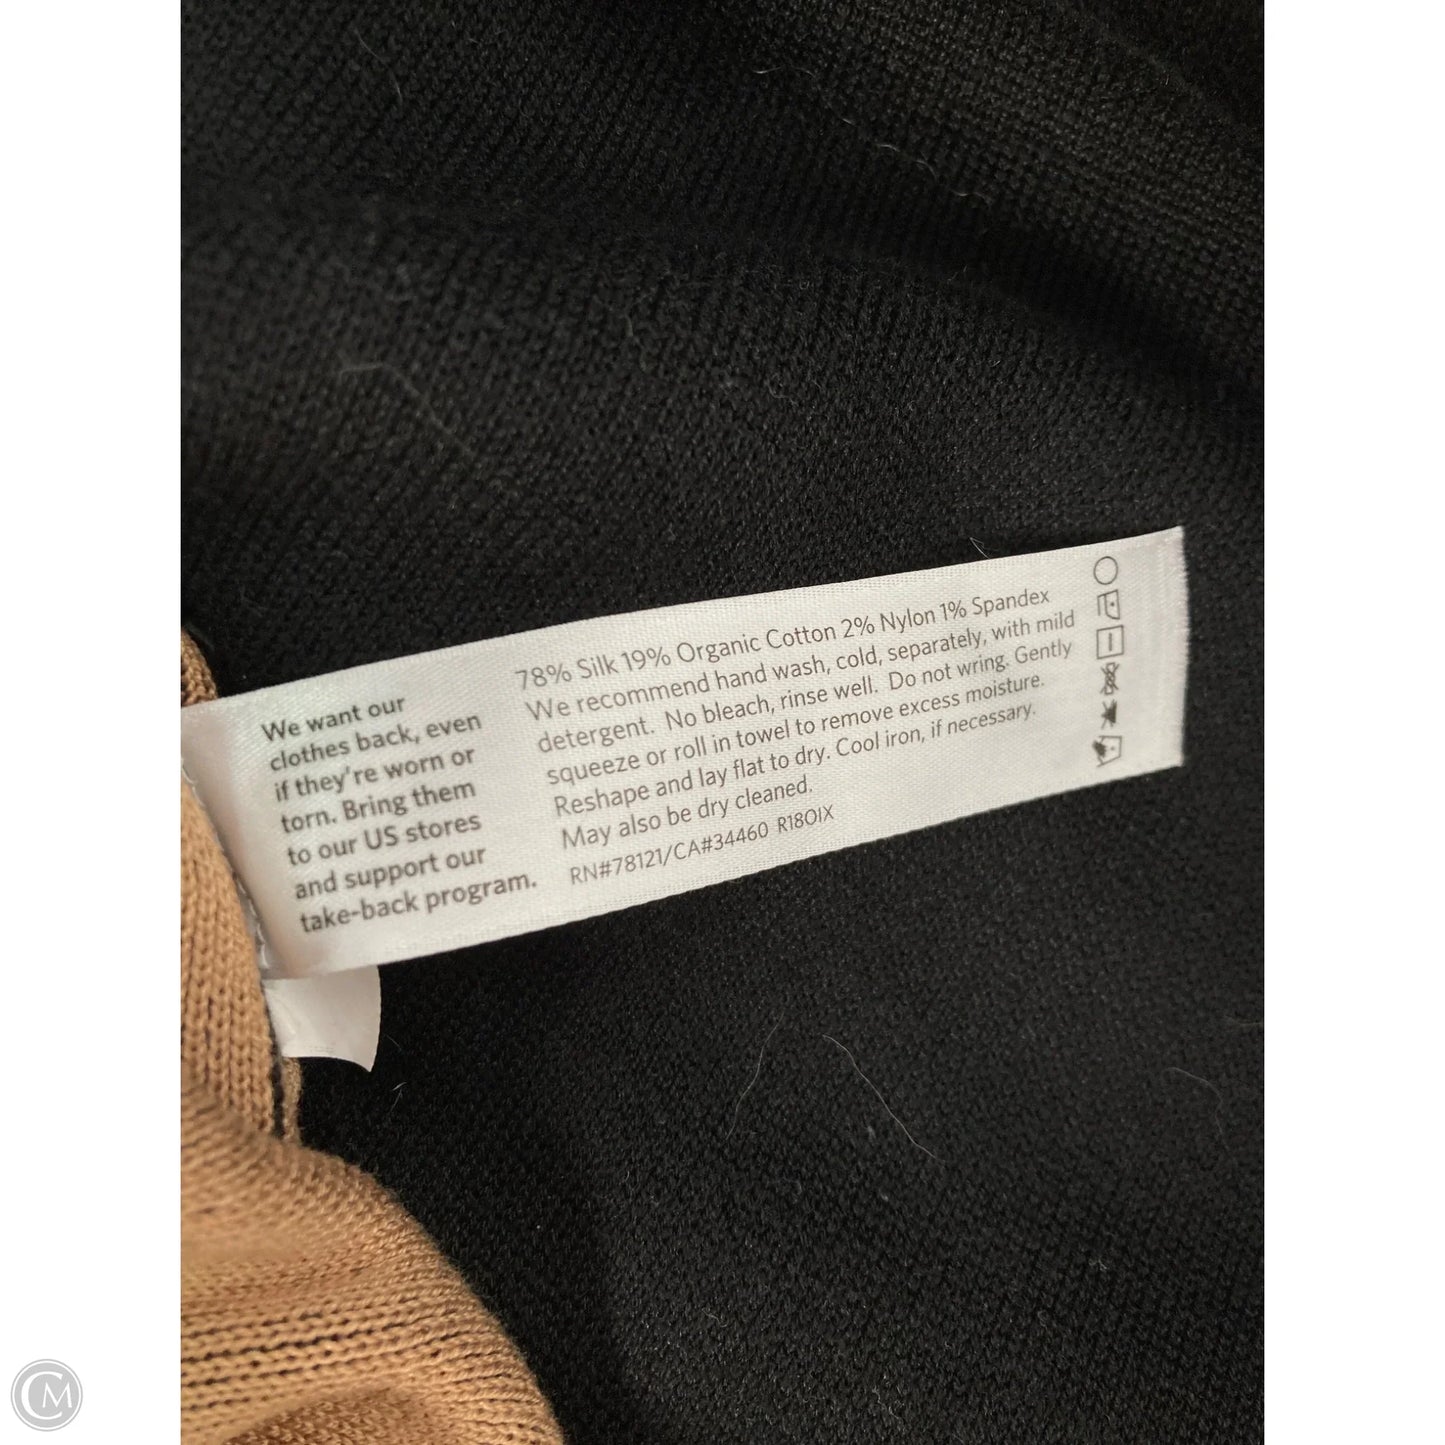 We want our
clothes back, even
if they're worn or
torn. Bring them
to our US stores
and support our
take-back program.
78% Silk 19% Organic Cotton 2% Nylon 1% Spandex
We recommend hand wash, cold, separately, with mild
detergent. No bleach, rinse well. Do not wring. Gently
squeeze or roll in towel to remove excess moisture.
Reshape and lay flat to dry. Cool iron, if necessary.
May also be dry cleaned.
RN#78121/CA#34460 R18OIX
CM